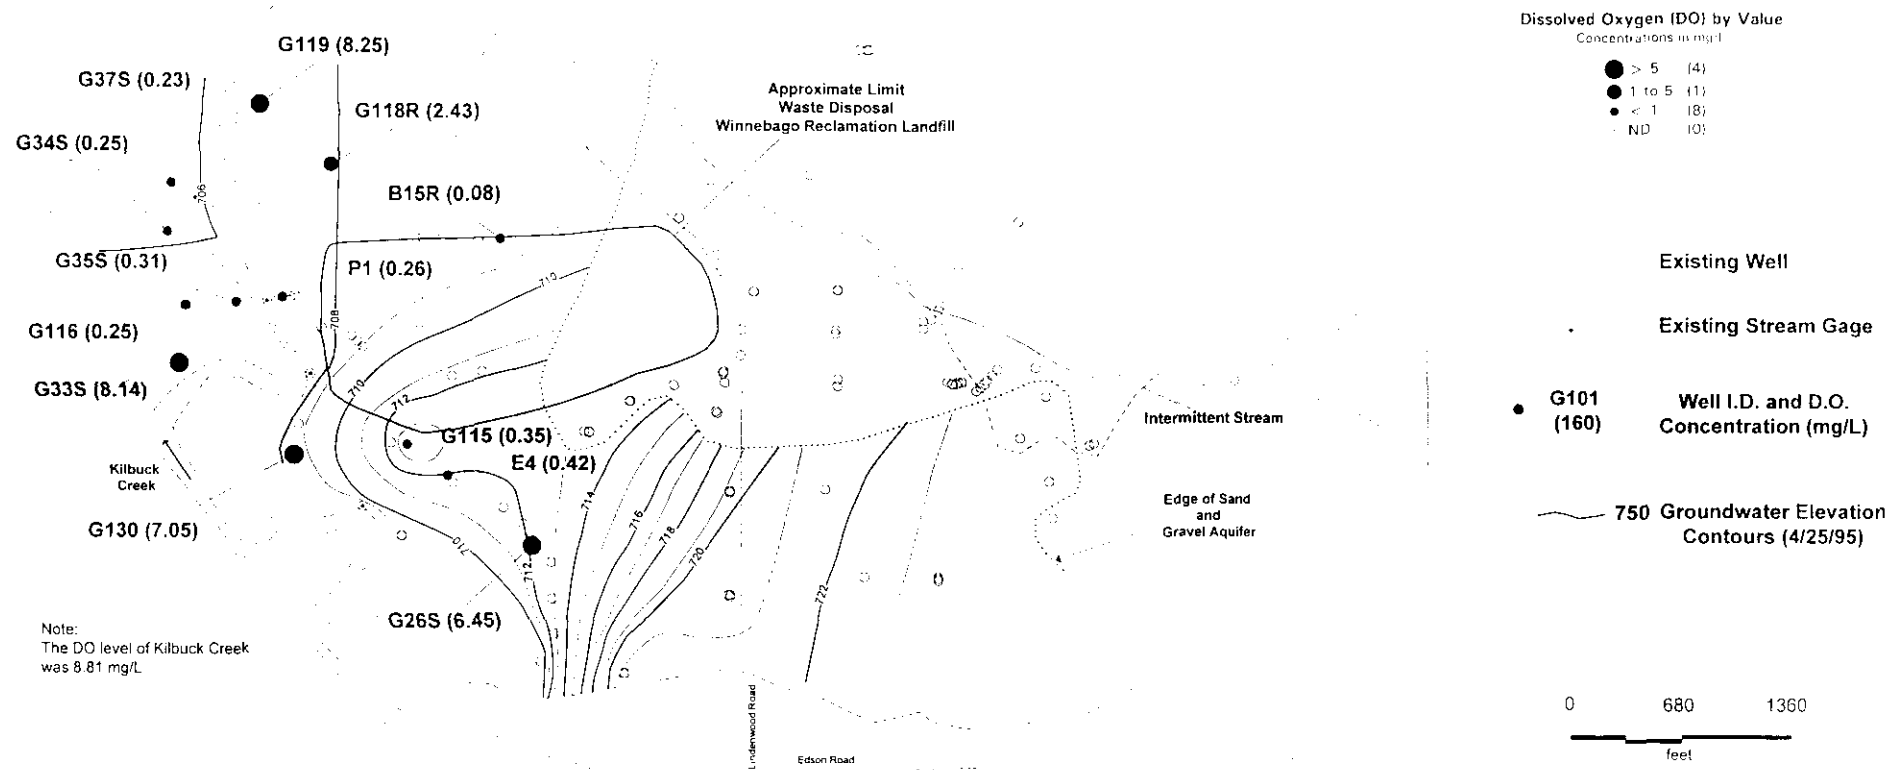 Dissolved Oxygen (DO) by Value
Concentrations in mg/l
> 5 (4)
1 to 5 (1)
< 1 (8)
ND (0)
G119 (8.25)
G37S (0.23)
G118R (2.43)
G34S (0.25)
Approximate Limit
Waste Disposal
Winnebago Reclamation Landfill
B15R (0.08)
706
G35S (0.31)
P1 (0.26)
710
708
G116 (0.25)
G33S (8.14)
710
712
G115 (0.35)
E4 (0.42)
Kilbuck
Creek
G130 (7.05)
710
712
714
716
718
720
722
G26S (6.45)
Intermittent Stream
Edge of Sand
and
Gravel Aquifer
Existing Well
Existing Stream Gage
G101
(160)
Well I.D. and D.O.
Concentration (mg/L)
750 Groundwater Elevation
Contours (4/25/95)
Note:
The DO level of Kilbuck Creek
was 8.81 mg/L
Lindenwood Road
Edson Road
0 680 1360
feet